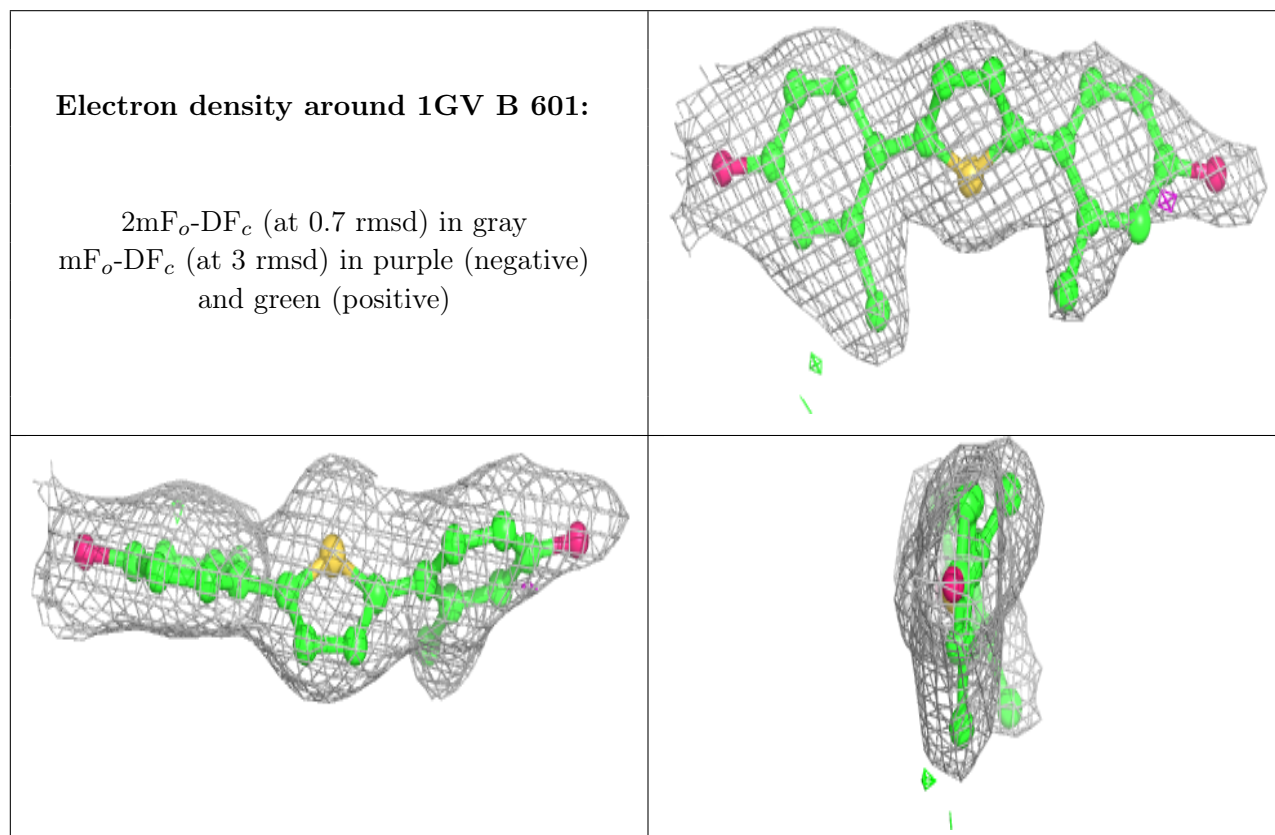 Electron density around 1GV B 601:
2mFo-DFc (at 0.7 rmsd) in gray
mFo-DFc (at 3 rmsd) in purple (negative)
and green (positive)